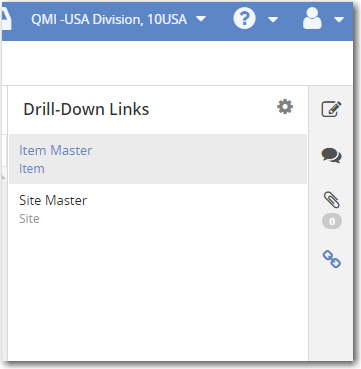 QMI -USA Division, 10USA
Drill-Down Links
Item Master
Item
Site Master
Site
0